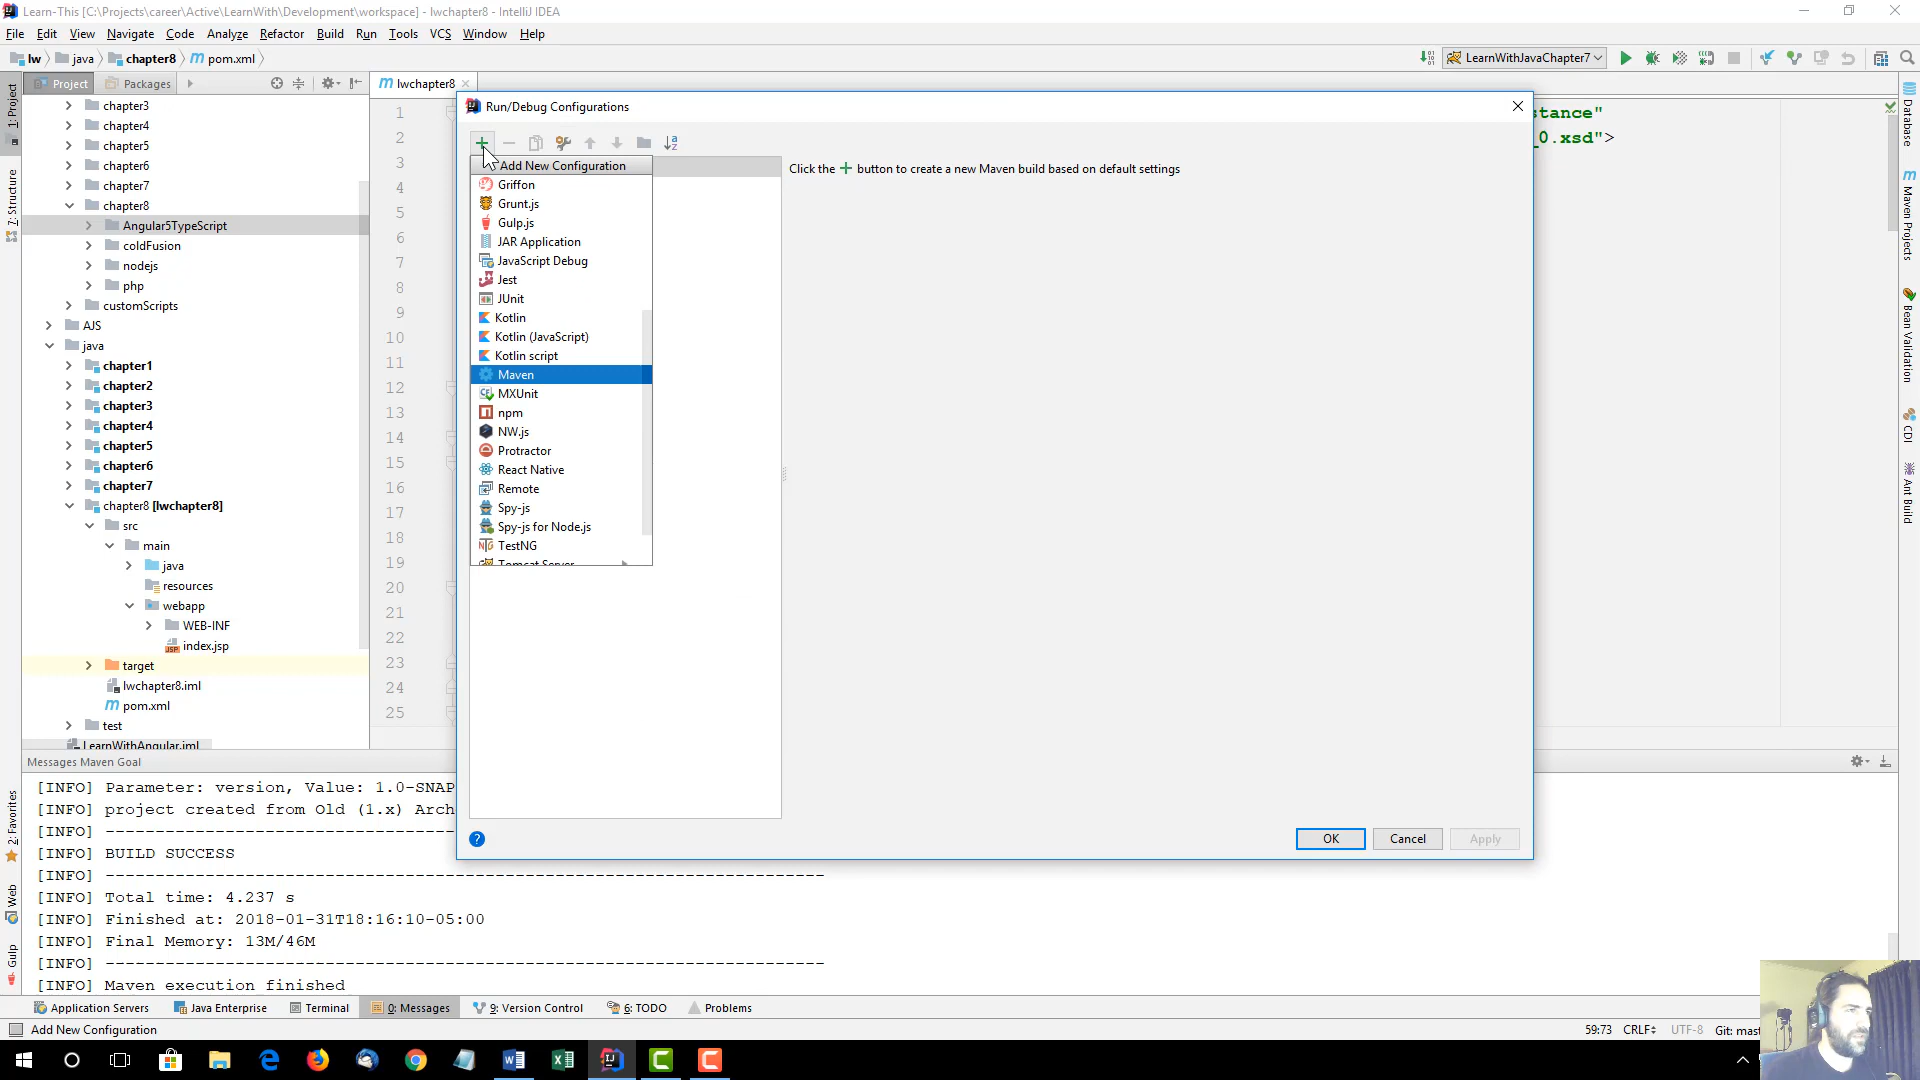 Learn-This [C:\Projects\career\Active\LearnWith\Development\workspace] - lwchapter8 - IntelliJ IDEA
File Edit View Navigate Code Analyze Refactor Build Run Tools VCS Window Help
lw java chapter8 pom.xml
LearnWithJavaChapter7
Project Packages
lwchapter8
1: Project
7: Structure
2: Favorites
Web
Gulp
chapter3
chapter4
chapter5
chapter6
chapter7
chapter8
Angular5TypeScript
coldFusion
nodejs
php
customScripts
AJS
java
chapter1
chapter2
chapter3
chapter4
chapter5
chapter6
chapter7
chapter8 [lwchapter8]
src
main
java
resources
webapp
WEB-INF
index.jsp
target
lwchapter8.iml
pom.xml
test
LearnWithAngular.iml
1
2
3
4
5
6
7
8
9
10
11
12
13
14
15
16
17
18
19
20
21
22
23
24
25
stance"
_0.xsd">
Run/Debug Configurations
Add New Configuration
Griffon
Grunt.js
Gulp.js
JAR Application
JavaScript Debug
Jest
JUnit
Kotlin
Kotlin (JavaScript)
Kotlin script
Maven
MXUnit
npm
NW.js
Protractor
React Native
Remote
Spy-js
Spy-js for Node.js
TestNG
Tomcat Server
Click the + button to create a new Maven build based on default settings
OK Cancel Apply
Database
Maven Projects
Bean Validation
CDI
Ant Build
Messages Maven Goal
[INFO] Parameter: version, Value: 1.0-SNAP
[INFO] project created from Old (1.x) Arch
[INFO] --------------------------------
[INFO] BUILD SUCCESS
[INFO] ------------------------------------------------------------------------
[INFO] Total time: 4.237 s
[INFO] Finished at: 2018-01-31T18:16:10-05:00
[INFO] Final Memory: 13M/46M
[INFO] ------------------------------------------------------------------------
[INFO] Maven execution finished
Application Servers Java Enterprise Terminal 0: Messages 9: Version Control 6: TODO Problems
Add New Configuration
59:73 CRLF UTF-8 Git: mast